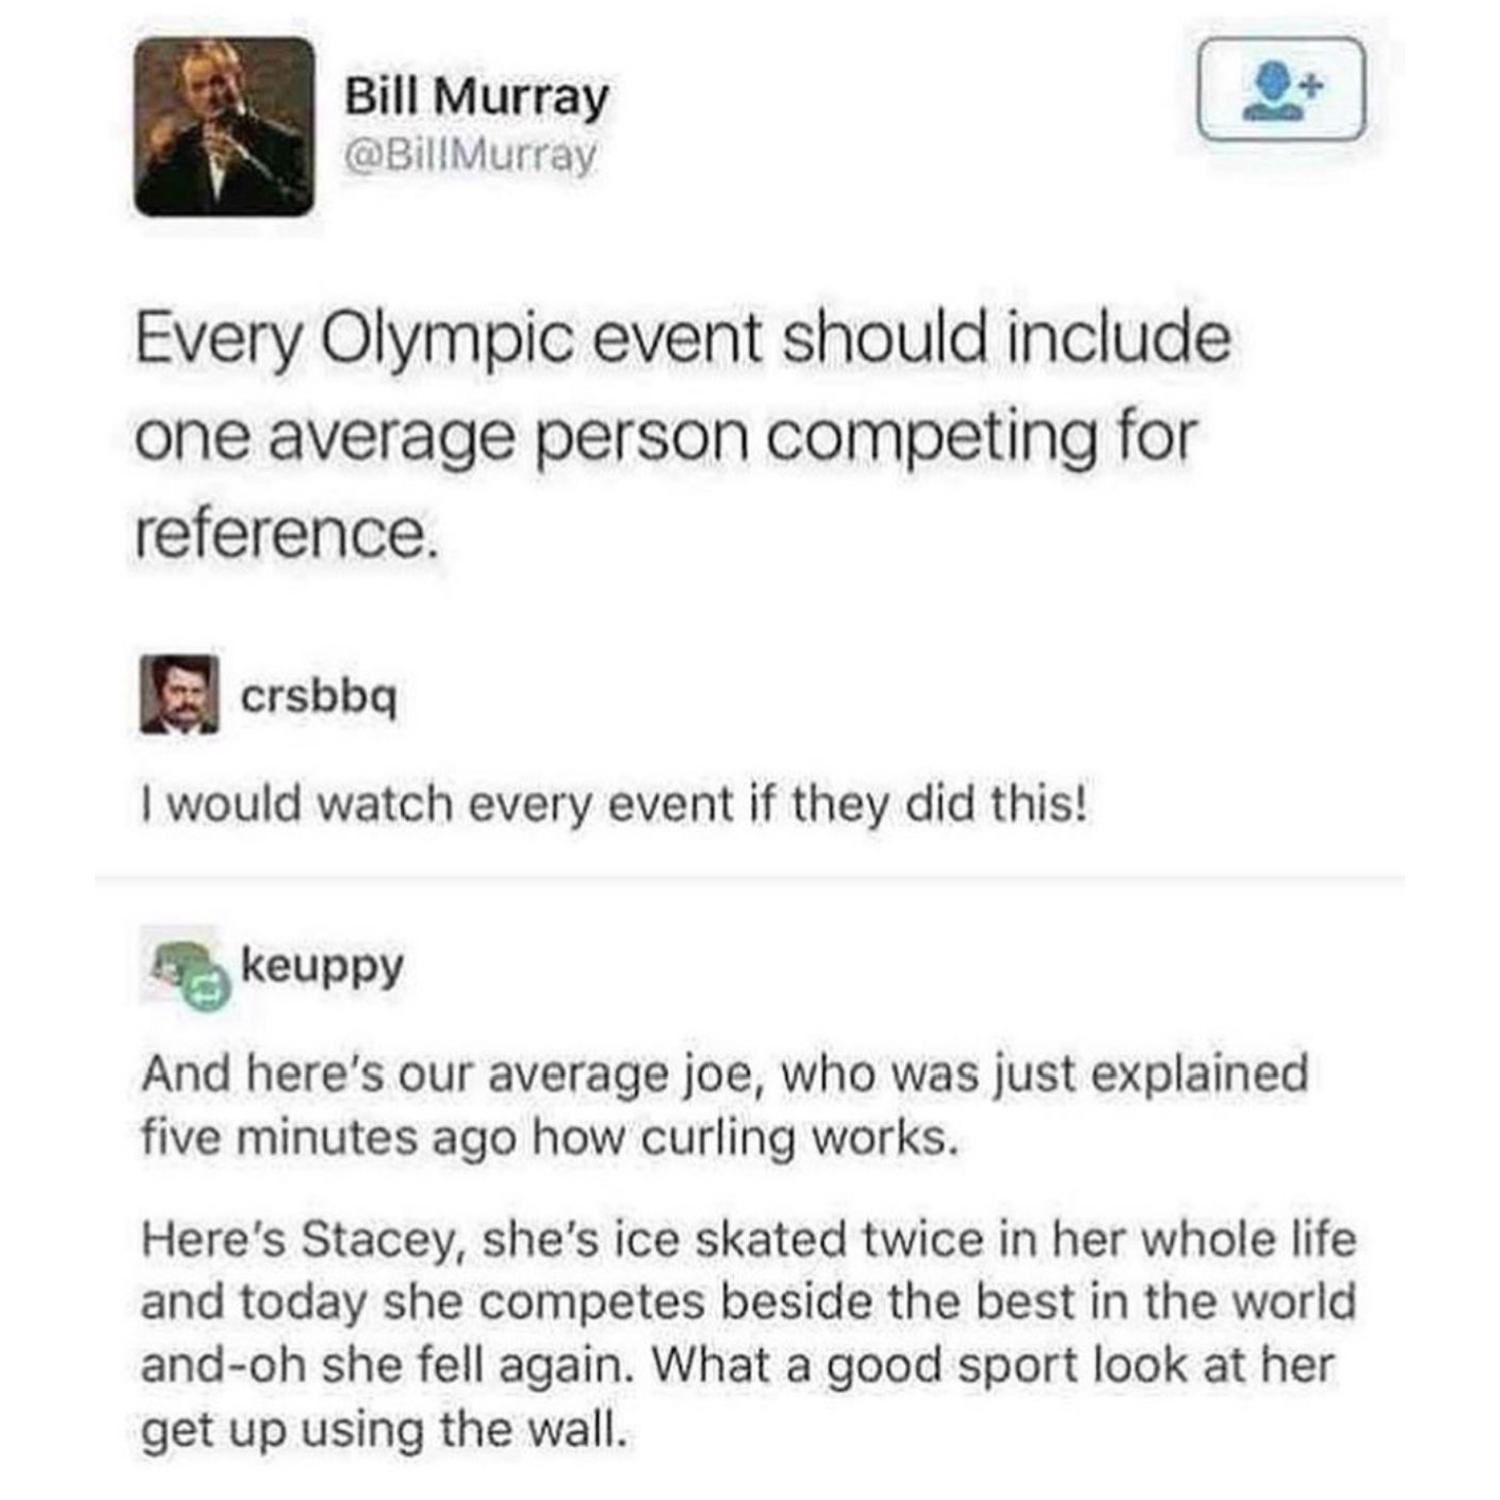 Bill Murray
@BillMurray
Every Olympic event should include
one average person competing for
reference.
crsbbq
I would watch every event if they did this!
keuppy
And here's our average joe, who was just explained
five minutes ago how curling works.
Here's Stacey, she's ice skated twice in her whole life
and today she competes beside the best in the world
and-oh she fell again. What a good sport look at her
get up using the wall.